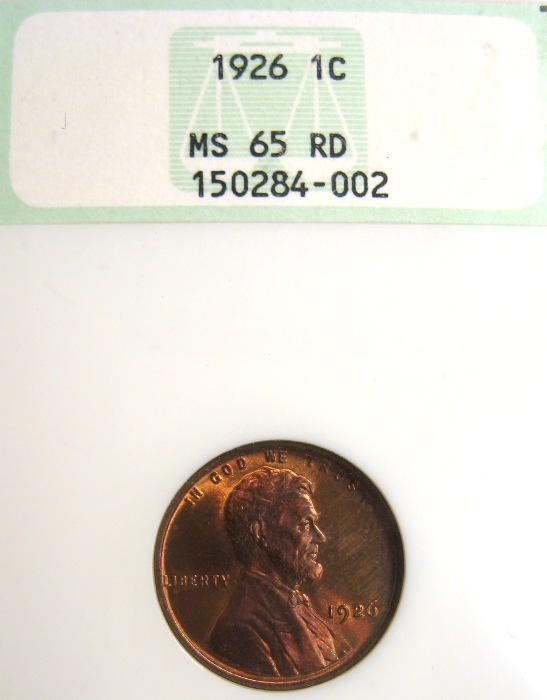 1926 1C
MS 65 RD
150284-002
IN GOD WE TRUST
LIBERTY
1926